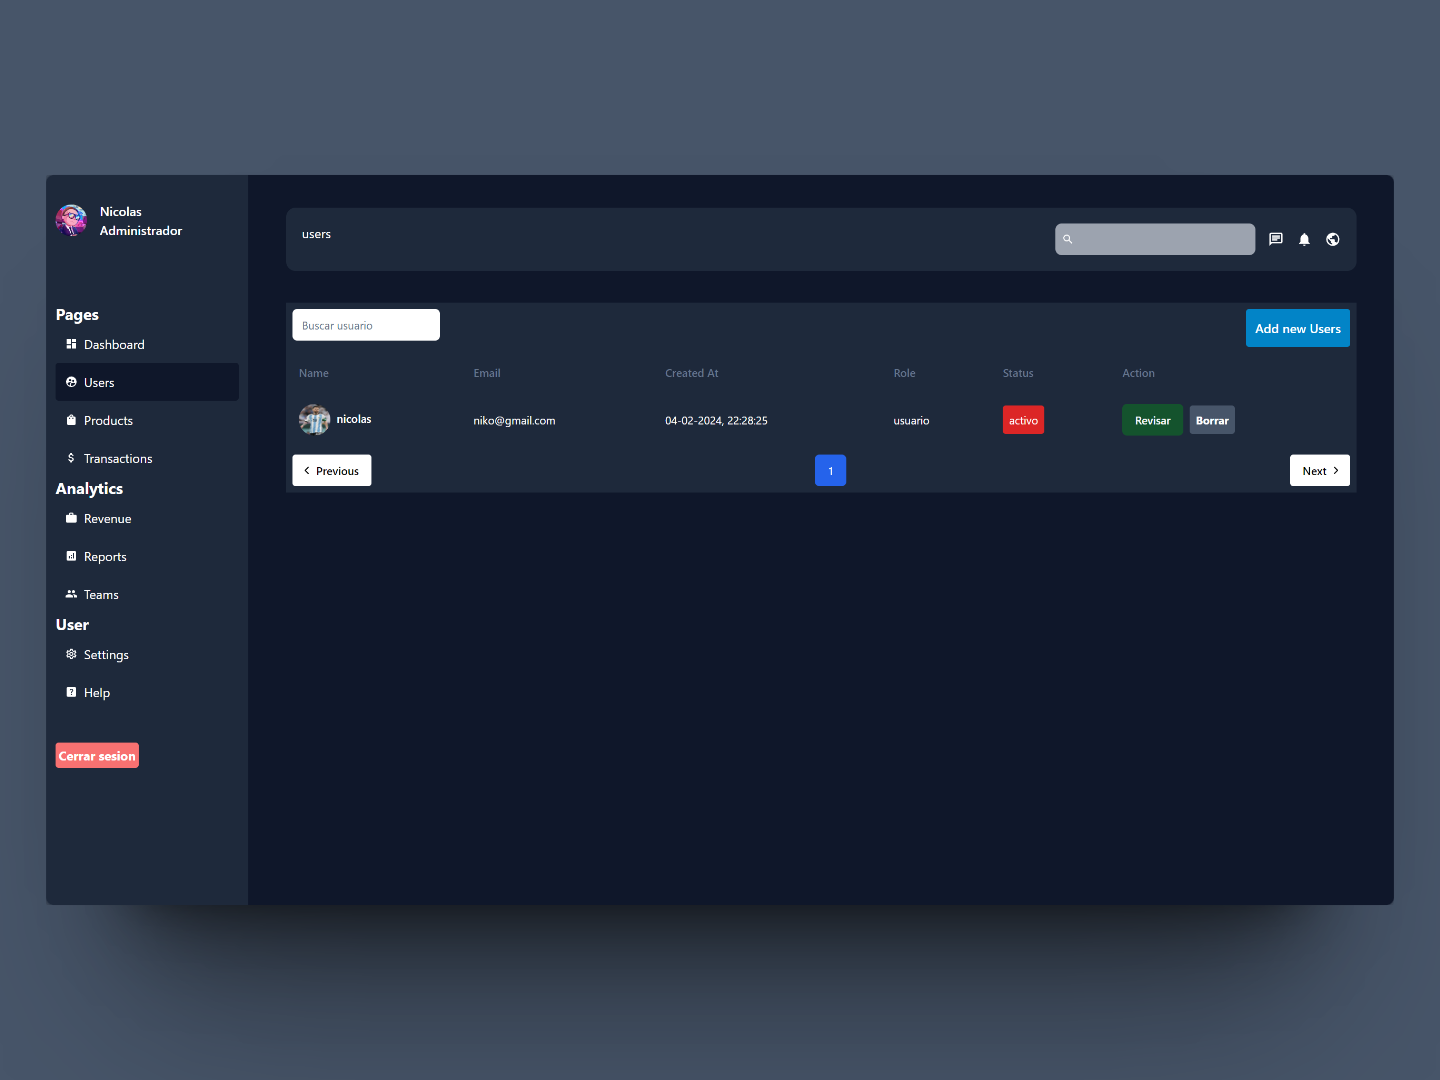 Nicolas
Administrador
Pages
Dashboard
Users
Products
Transactions
Analytics
Revenue
Reports
Teams
User
Settings
Help
Cerrar sesion
users
Buscar usuario
Add new Users
Name Email Created At Role Status Action
nicolas niko@gmail.com 04-02-2024, 22:28:25 usuario activo Revisar Borrar
Previous 1 Next